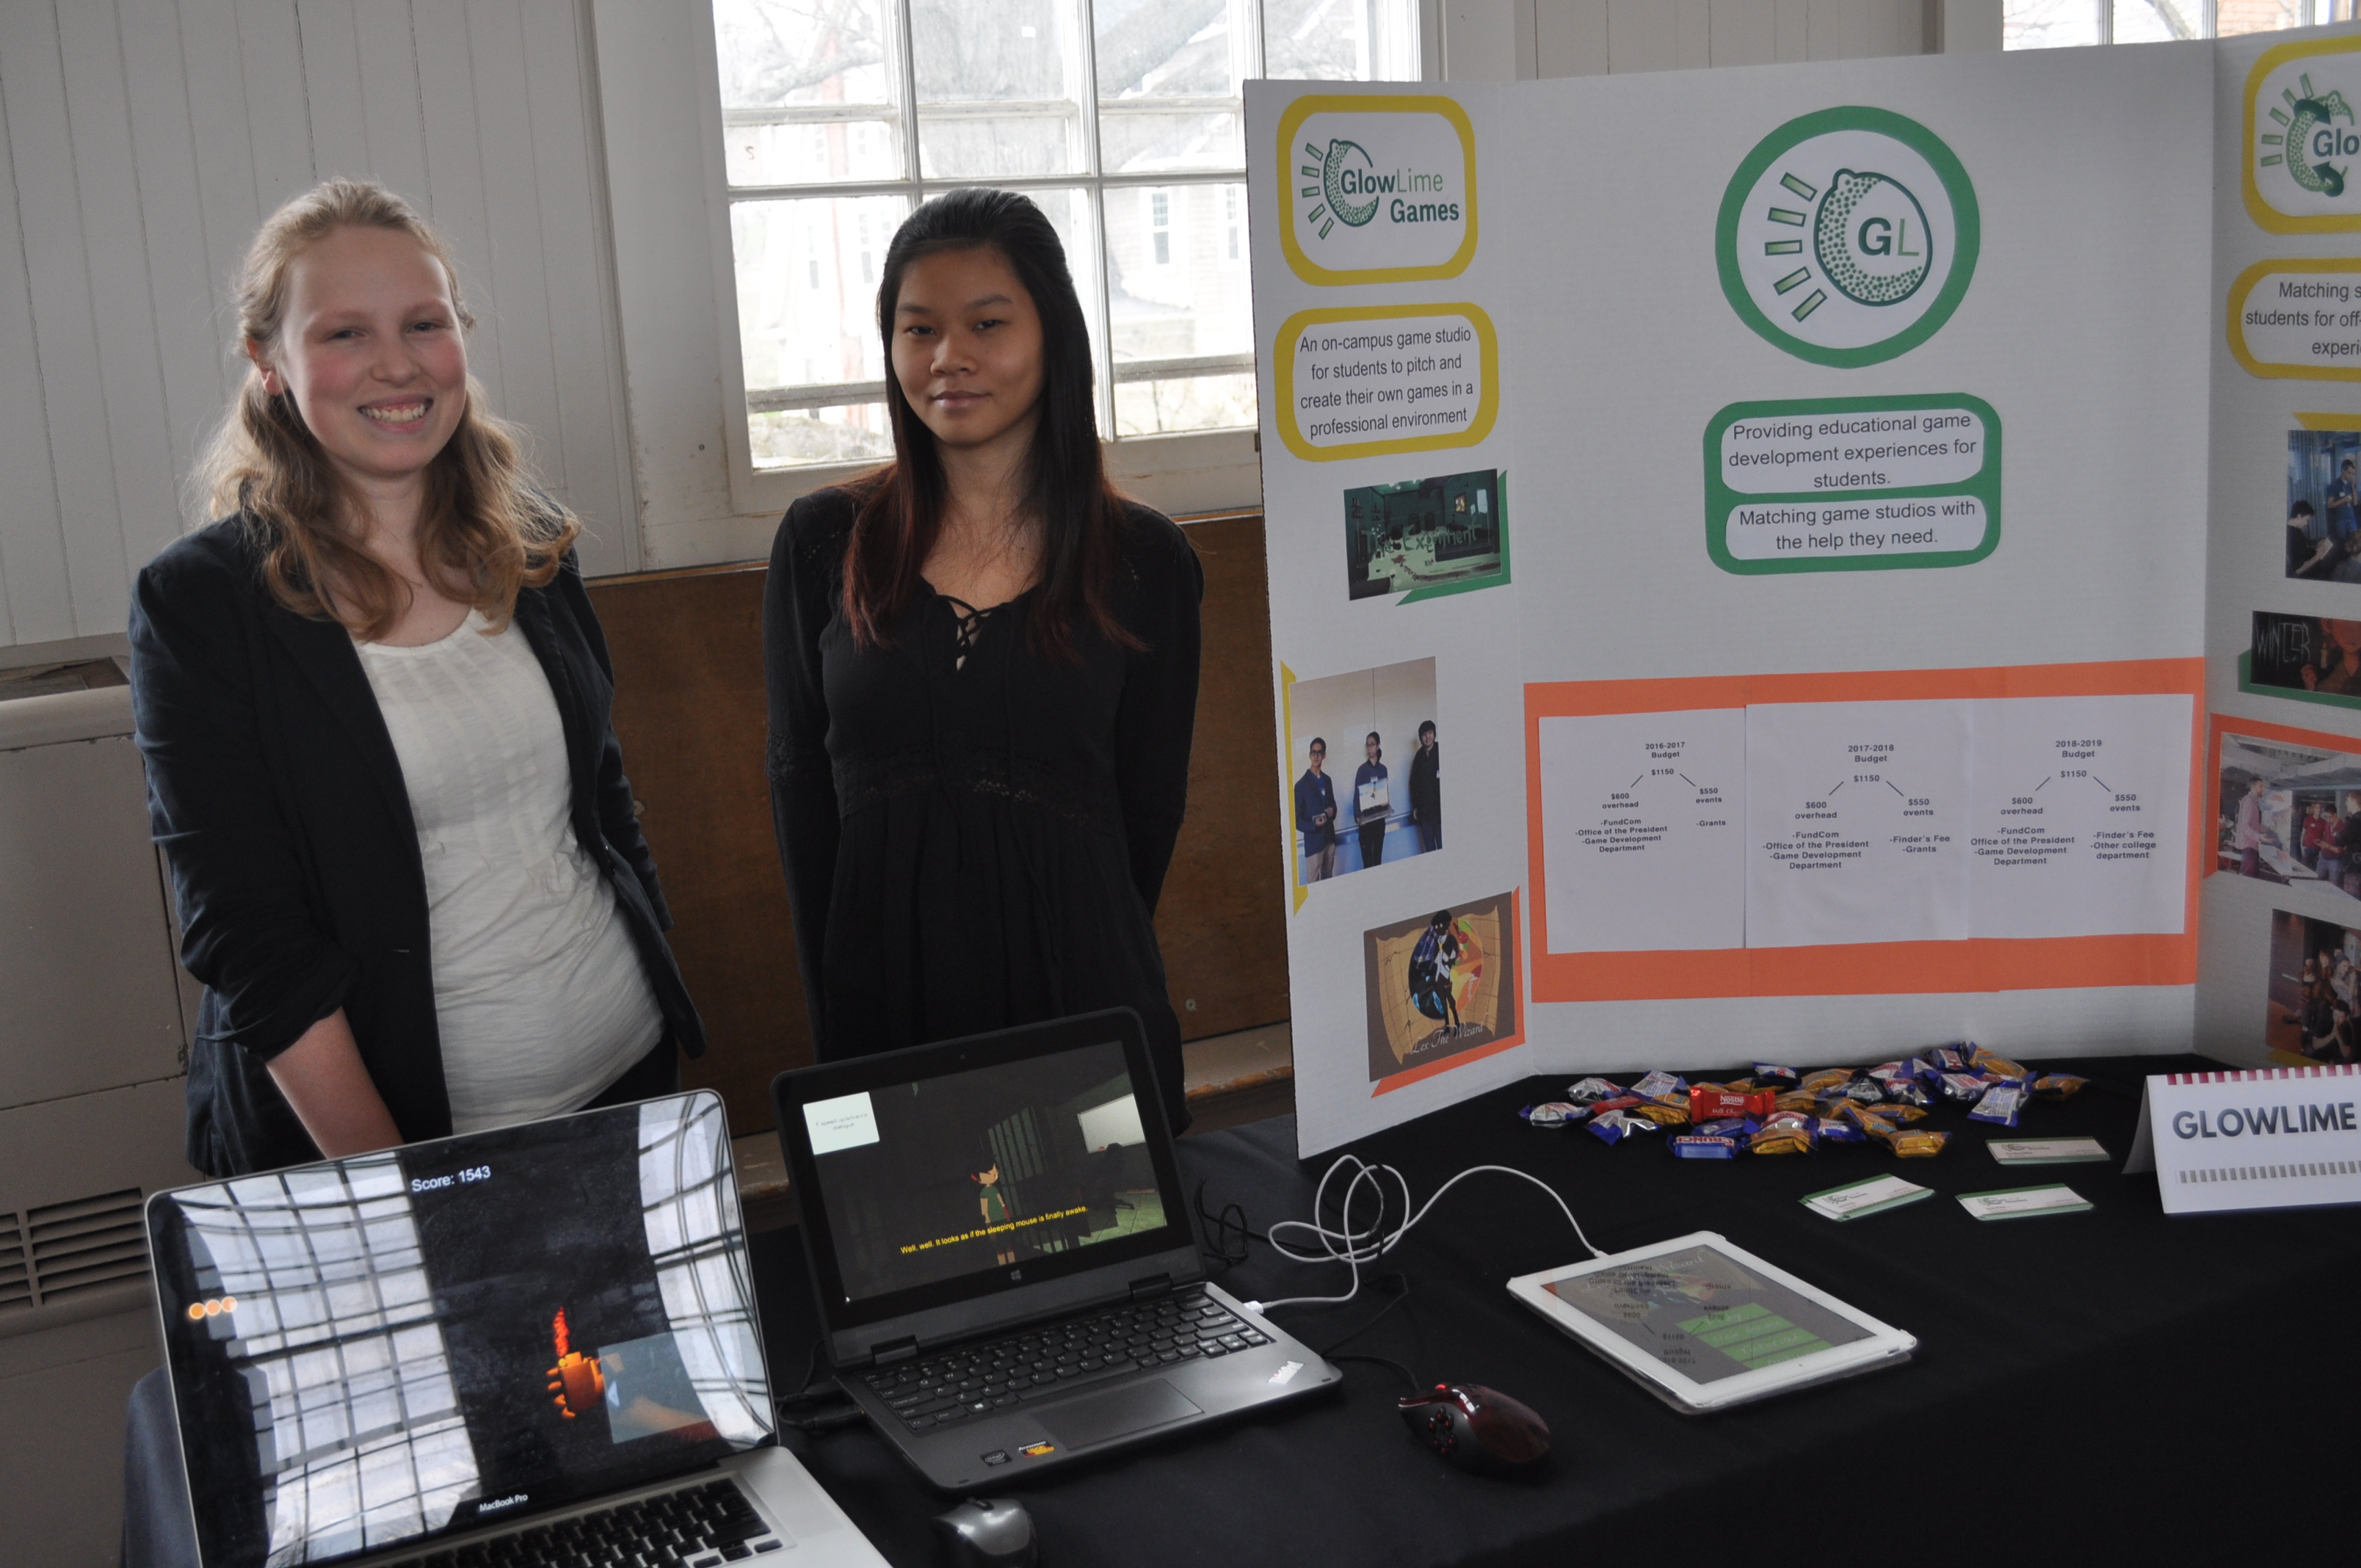 GlowLime
Games
An on-campus game studio
for students to pitch and
create their own games in a
professional environment
The Experiment
Lex The Wizard
GL
Providing educational game
development experiences for
students.
Matching game studios with
the help they need.
2016-2017
Budget
$1150
$600
overhead
$550
events
-FundCom
-Office of the President
-Game Development
Department
-Grants
2017-2018
Budget
$1150
$600
overhead
$550
events
-FundCom
-Office of the President
-Game Development
Department
-Finder's Fee
-Grants
2018-2019
Budget
$1150
$600
overhead
$550
events
-FundCom
Office of the President
-Game Development
Department
-Finder's Fee
-Other college
department
Glo
Matching s
students for off-
experi
WINTER
Nestle
CRUNCH
GLOWLIME
Score: 1543
MacBook Pro
Well, well. It looks as if the sleeping mouse is finally awake.